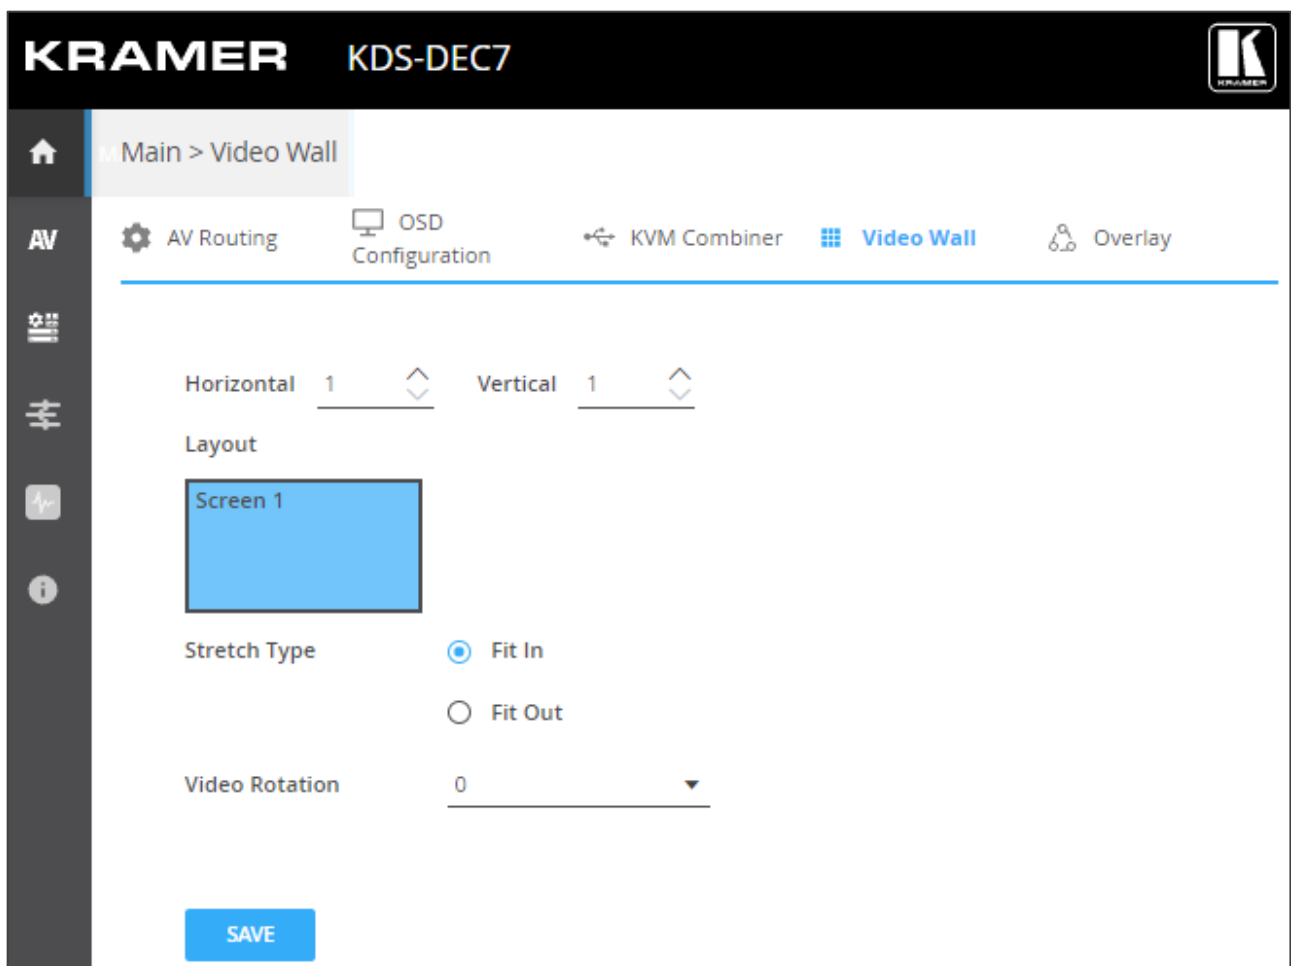 KRAMER KDS-DEC7
KRAMER
Main > Video Wall
AV Routing
OSD
Configuration
KVM Combiner
Video Wall
Overlay
AV
Horizontal 1 Vertical 1
Layout
Screen 1
Stretch Type Fit In
Fit Out
Video Rotation 0
SAVE